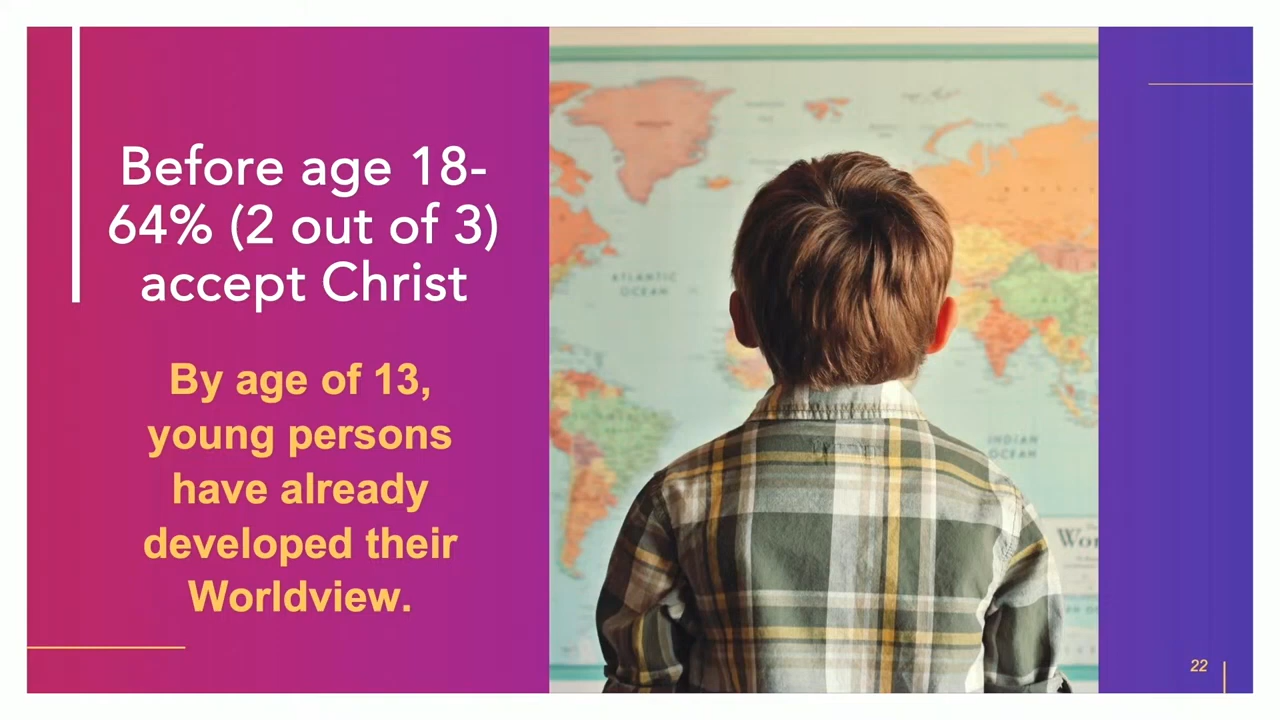 Before age 18-
64% (2 out of 3)
accept Christ
By age of 13,
young persons
have already
developed their
Worldview.
ATLANTIC
OCEAN
INDIAN
OCEAN
22